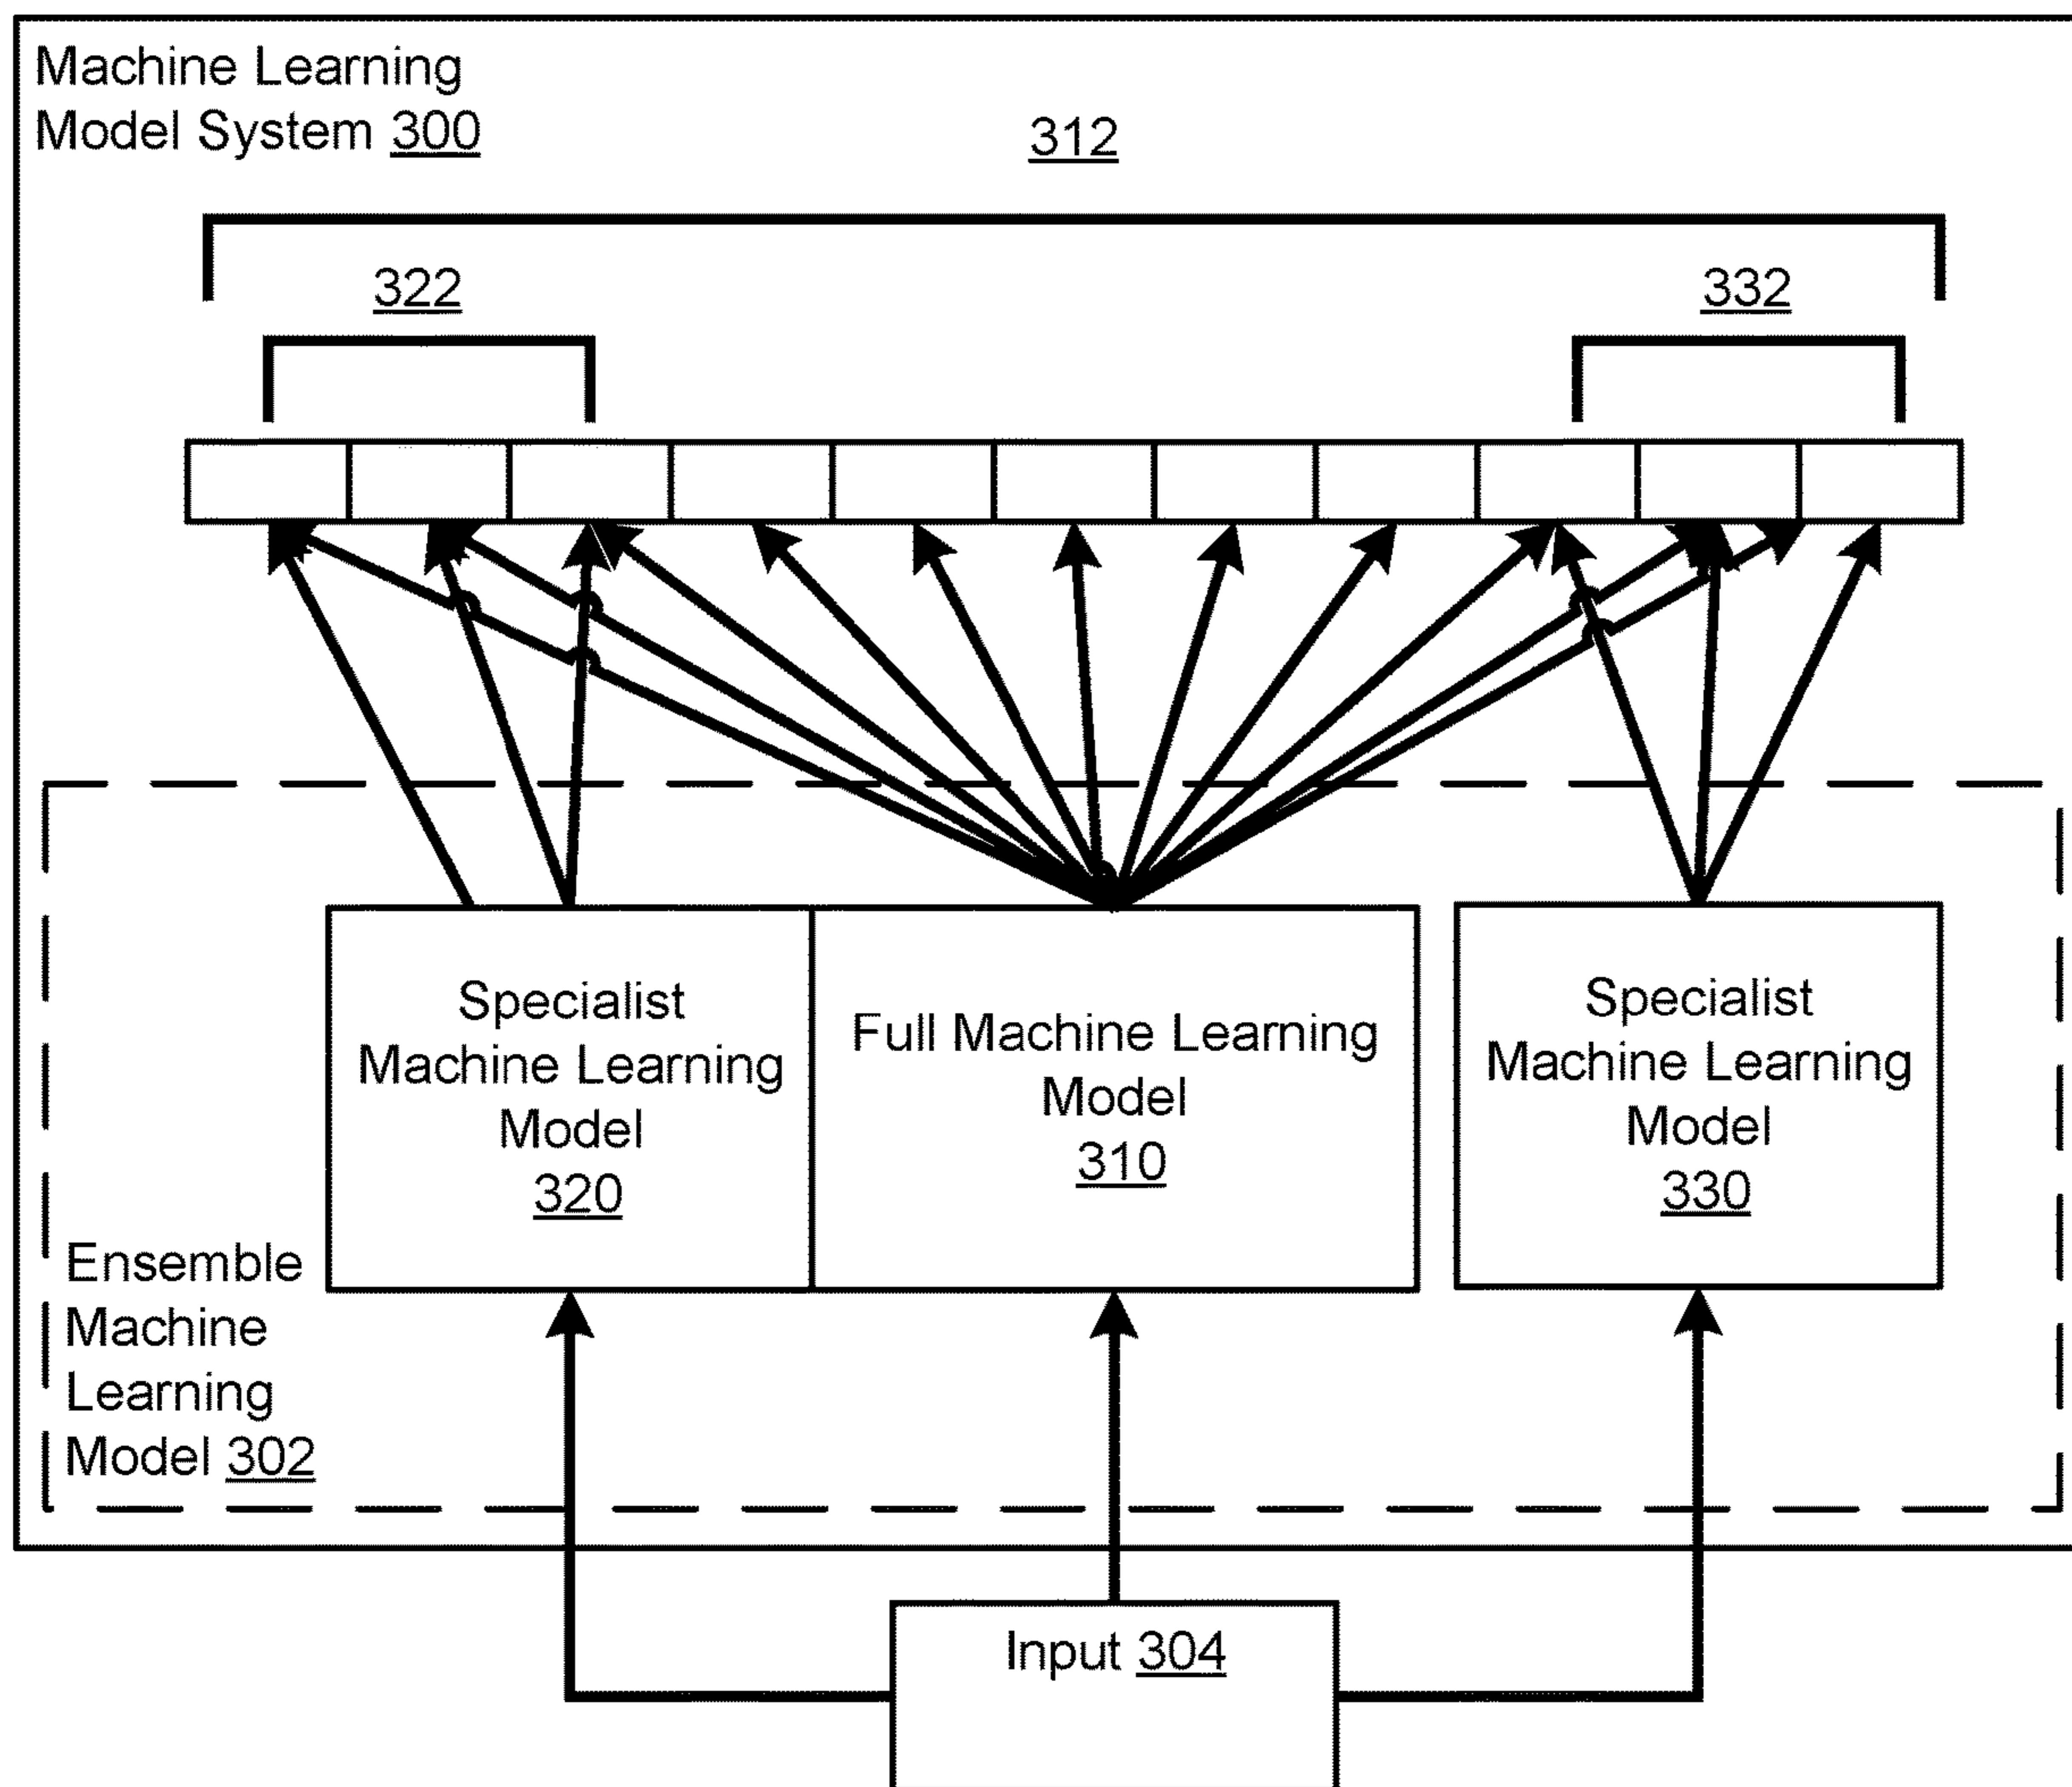 Machine Learning
Model System 300
312
322
332
Specialist
Machine Learning
Model
320
Full Machine Learning
Model
310
Specialist
Machine Learning
Model
330
Ensemble
Machine
Learning
Model 302
Input 304